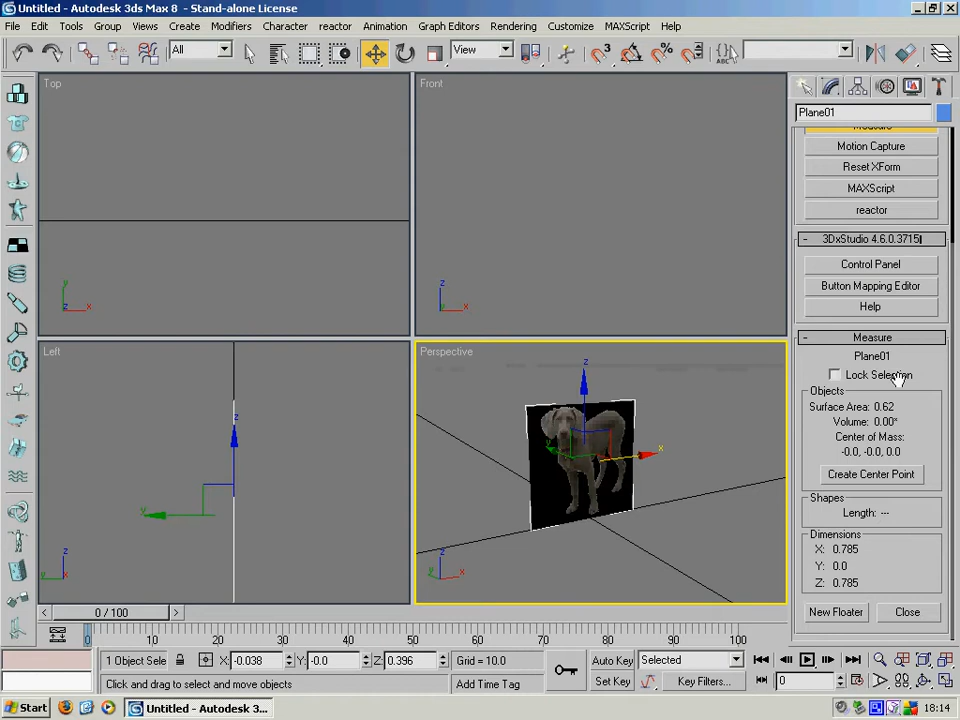 Untitled - Autodesk 3ds Max 8 - Stand-alone License
File Edit Tools Group Views Create Modifiers Character reactor Animation Graph Editors Rendering Customize MAXScript Help
All
View
3
ABC
Top
Front
Left
Perspective
y
z x
z
x
z
y
z
y x
z
y
x
z
x
Plane01
Measure
Motion Capture
Reset XForm
MAXScript
reactor
- 3DxStudio 4.6.0.3715
Control Panel
Button Mapping Editor
Help
- Measure
Plane01
Lock Selection
Objects
Surface Area: 0.62
Volume: 0.00*
Center of Mass:
-0.0, -0.0, 0.0
Create Center Point
Shapes
Length: ---
Dimensions
X: 0.785
Y: 0.0
Z: 0.785
New Floater Close
< 0 / 100 >
0 10 20 30 40 50 60 70 80 90 100
1 Object Sele X: -0.038 Y: -0.0 Z: 0.396 Grid = 10.0 Auto Key Selected
Click and drag to select and move objects Add Time Tag Set Key Key Filters... 0
Start Untitled - Autodesk 3... 18:14